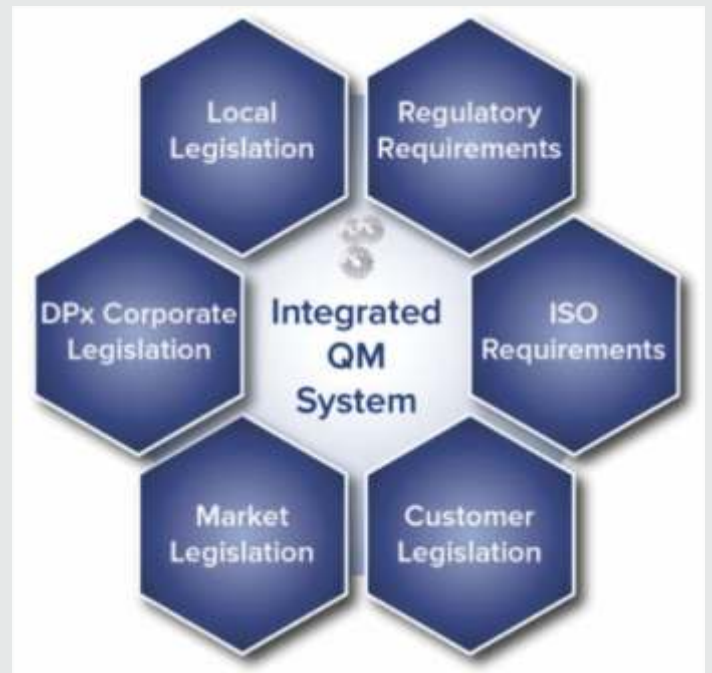 Local
Legislation
Regulatory
Requirements
DPx Corporate
Legislation
Integrated
QM
System
ISO
Requirements
Market
Legislation
Customer
Legislation